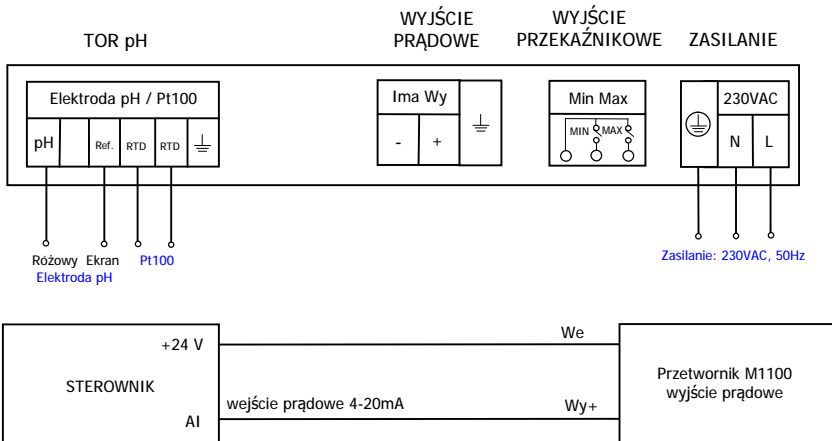 TOR pH
WYJŚCIE
PRĄDOWE
WYJŚCIE
PRZEKAŹNIKOWE
ZASILANIE
Elektroda pH / Pt100
pH
Ref.
RTD
RTD
Ima Wy
-
+
Min Max
MIN
MAX
230VAC
N
L
Różowy
Ekran
Elektroda pH
Pt100
Zasilanie: 230VAC, 50Hz
+24 V
STEROWNIK
AI
We
wejście prądowe 4-20mA
Wy+
Przetwornik M1100
wyjście prądowe